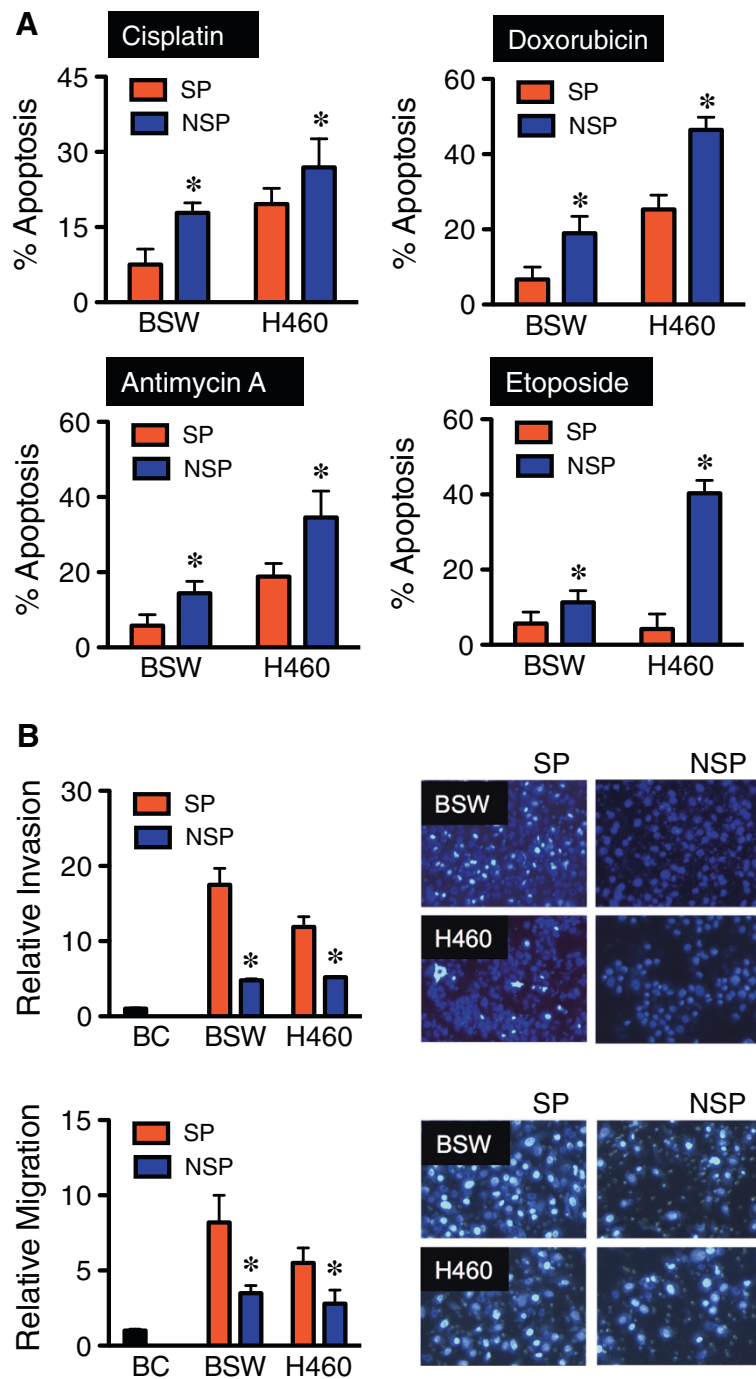 A
Cisplatin
% Apoptosis
45
30
15
0
SP
NSP
*
*
BSW
H460
Doxorubicin
% Apoptosis
60
40
20
0
SP
NSP
*
*
BSW
H460
Antimycin A
% Apoptosis
60
40
20
0
SP
NSP
*
*
BSW
H460
Etoposide
% Apoptosis
60
40
20
0
SP
NSP
*
*
BSW
H460
B
Relative Invasion
30
20
10
0
SP
NSP
*
*
BC
BSW
H460
SP
NSP
BSW
H460
Relative Migration
15
10
5
0
SP
NSP
*
*
BC
BSW
H460
SP
NSP
BSW
H460